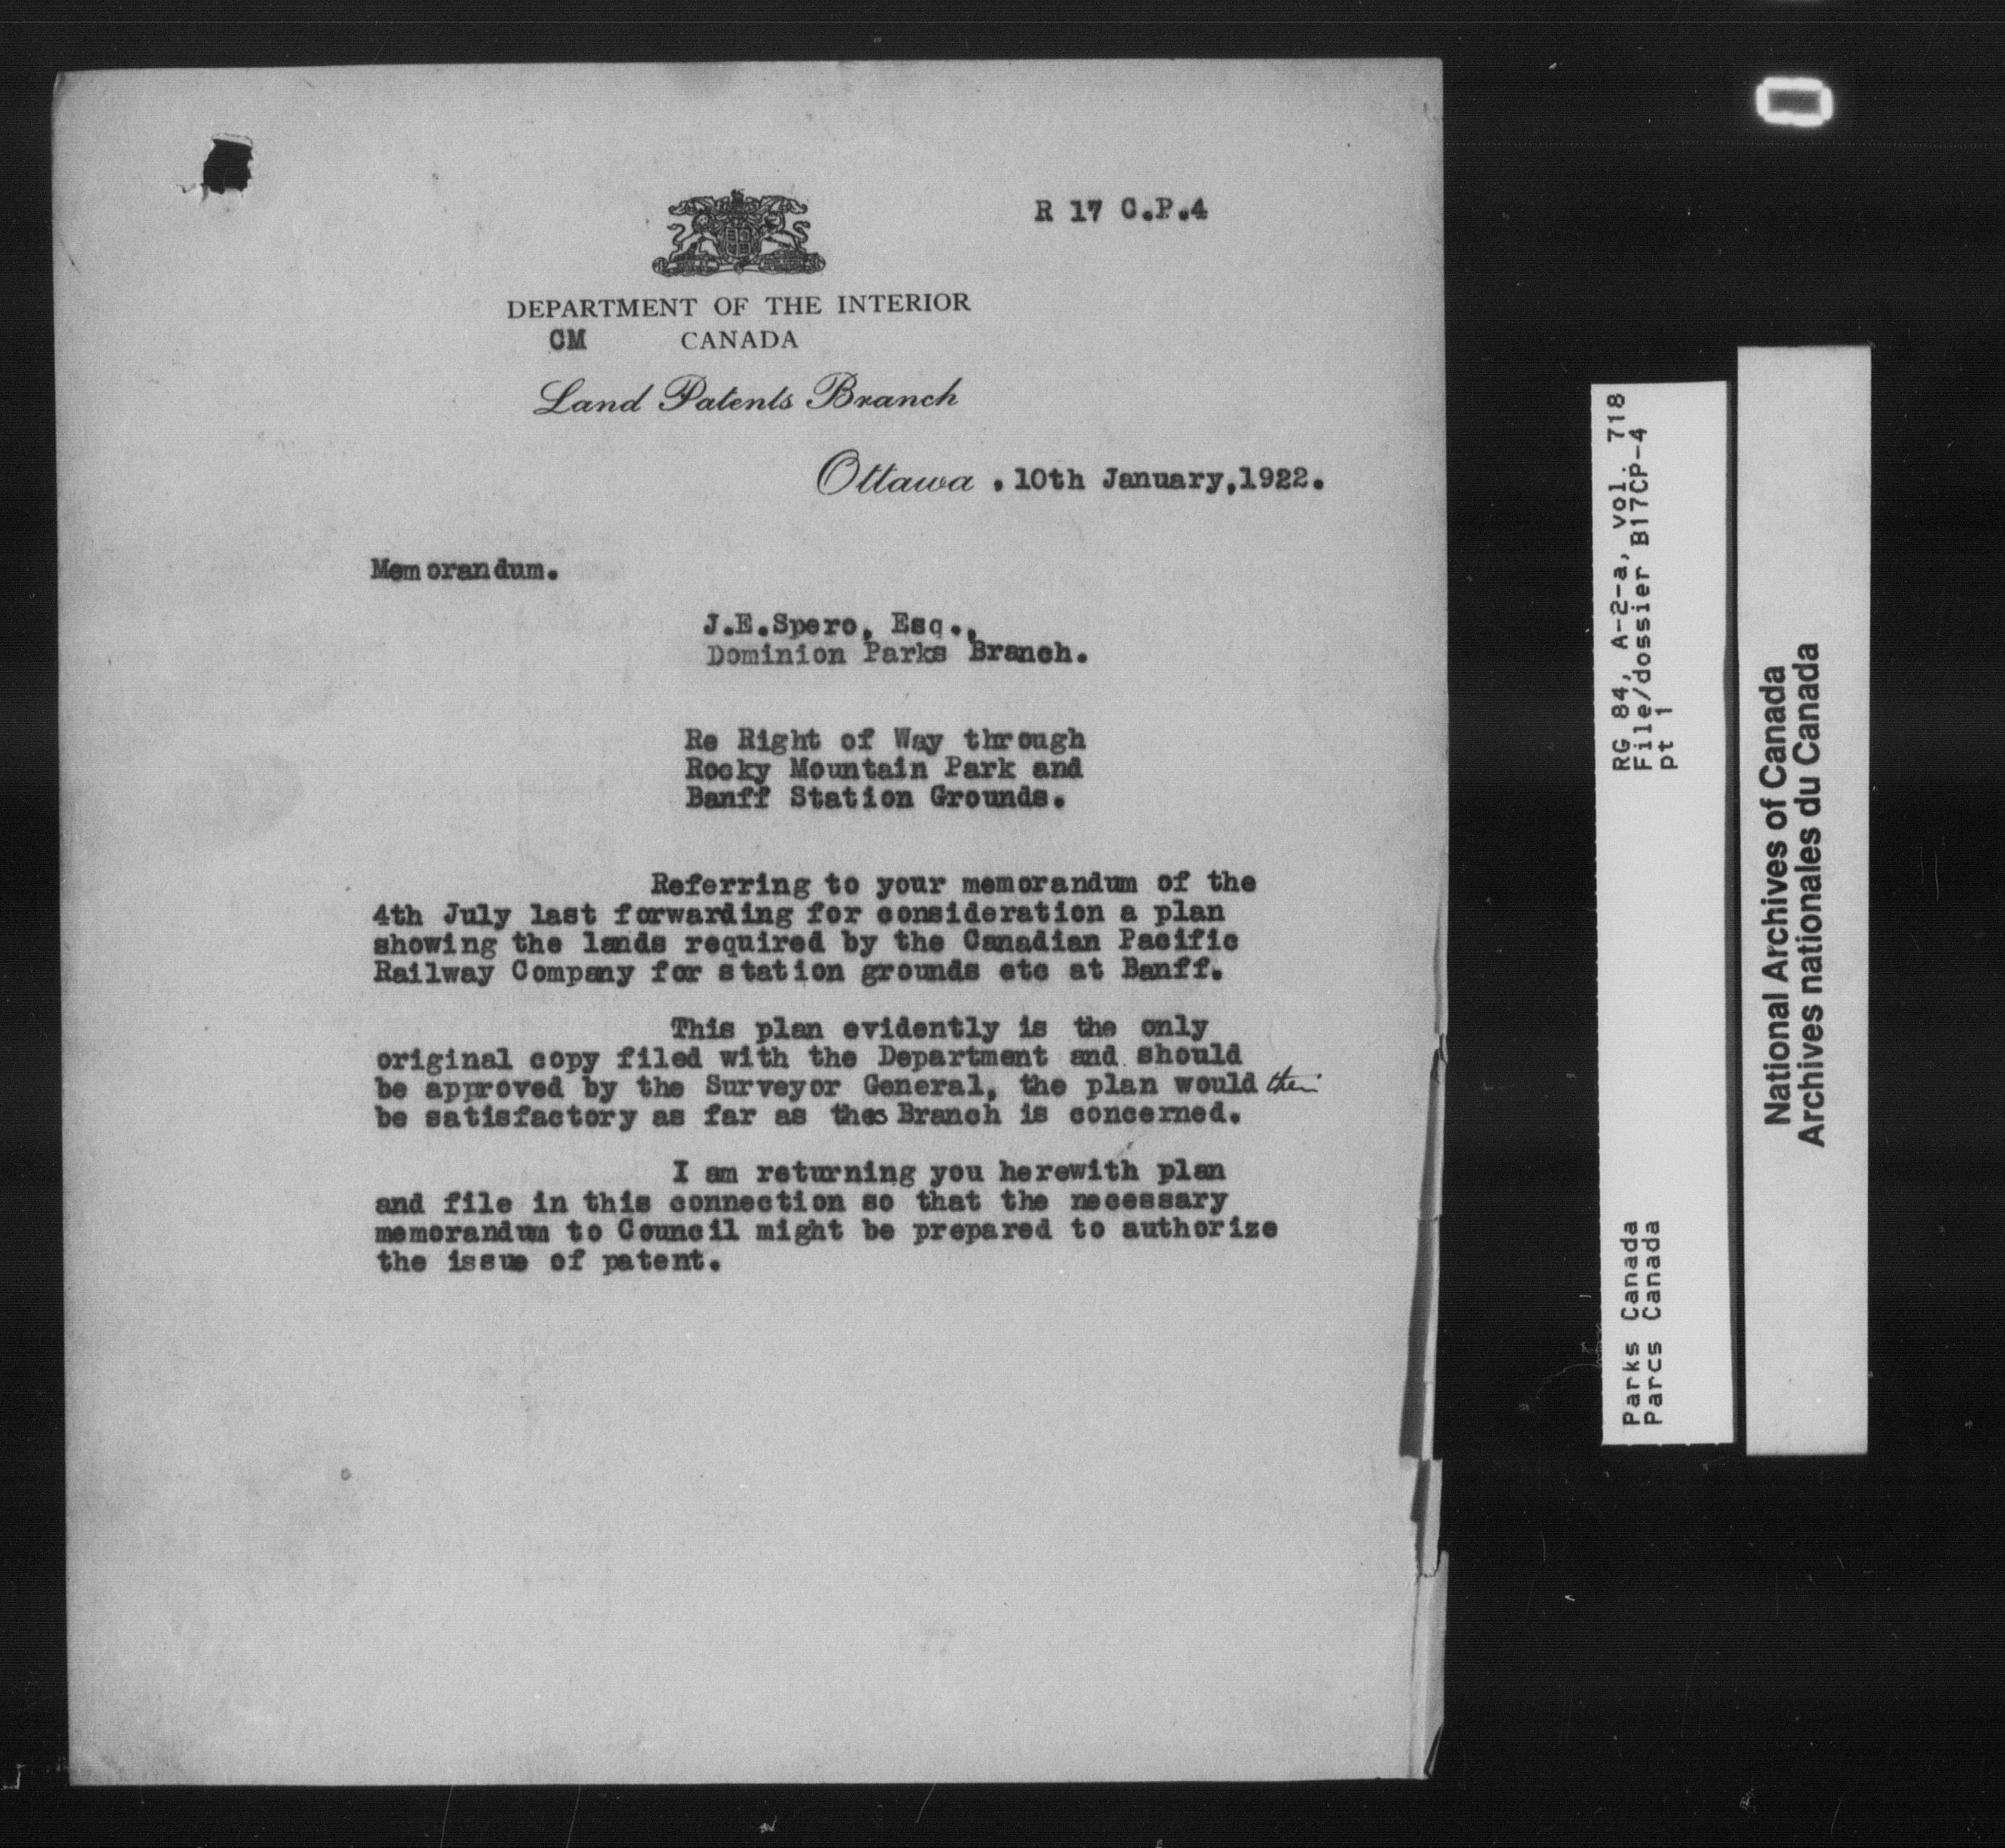 R 17 C.P.4
DEPARTMENT OF THE INTERIOR
CM CANADA
Land Patents Branch
Ottawa . 10th January, 1922.
Memorandum.
J.E.Spero, Esq.,
Dominion Parks Branch.
Re Right of Way through
Rocky Mountain Park and
Banff Station Grounds.
Referring to your memorandum of the
4th July last forwarding for consideration a plan
showing the lands required by the Canadian Pacific
Railway Company for station grounds etc at Banff.
This plan evidently is the only
original copy filed with the Department and should
be approved by the Surveyor General, the plan would then
be satisfactory as far as Branch is concerned.
I am returning you herewith plan
and file in this connection so that the necessary
memorandum to Council might be prepared to authorize
the issue of patent.
RG 84, A-2-a, vol. 718
File/dossier B17CP-4
pt 1
Parks Canada
Parcs Canada
National Archives of Canada
Archives nationales du Canada